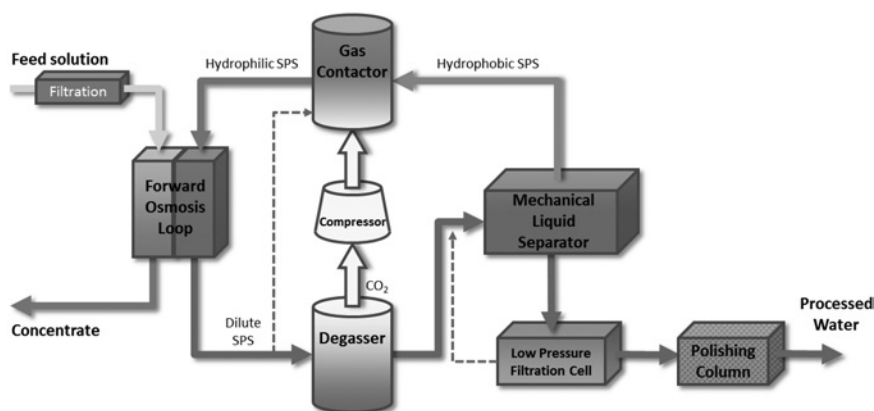 Feed solution
Filtration
Hydrophilic SPS
Gas
Contactor
Hydrophobic SPS
Forward
Osmosis
Loop
Compressor
Mechanical
Liquid
Separator
CO2
Concentrate
Dilute
SPS
Degasser
Low Pressure
Filtration Cell
Polishing
Column
Processed
Water